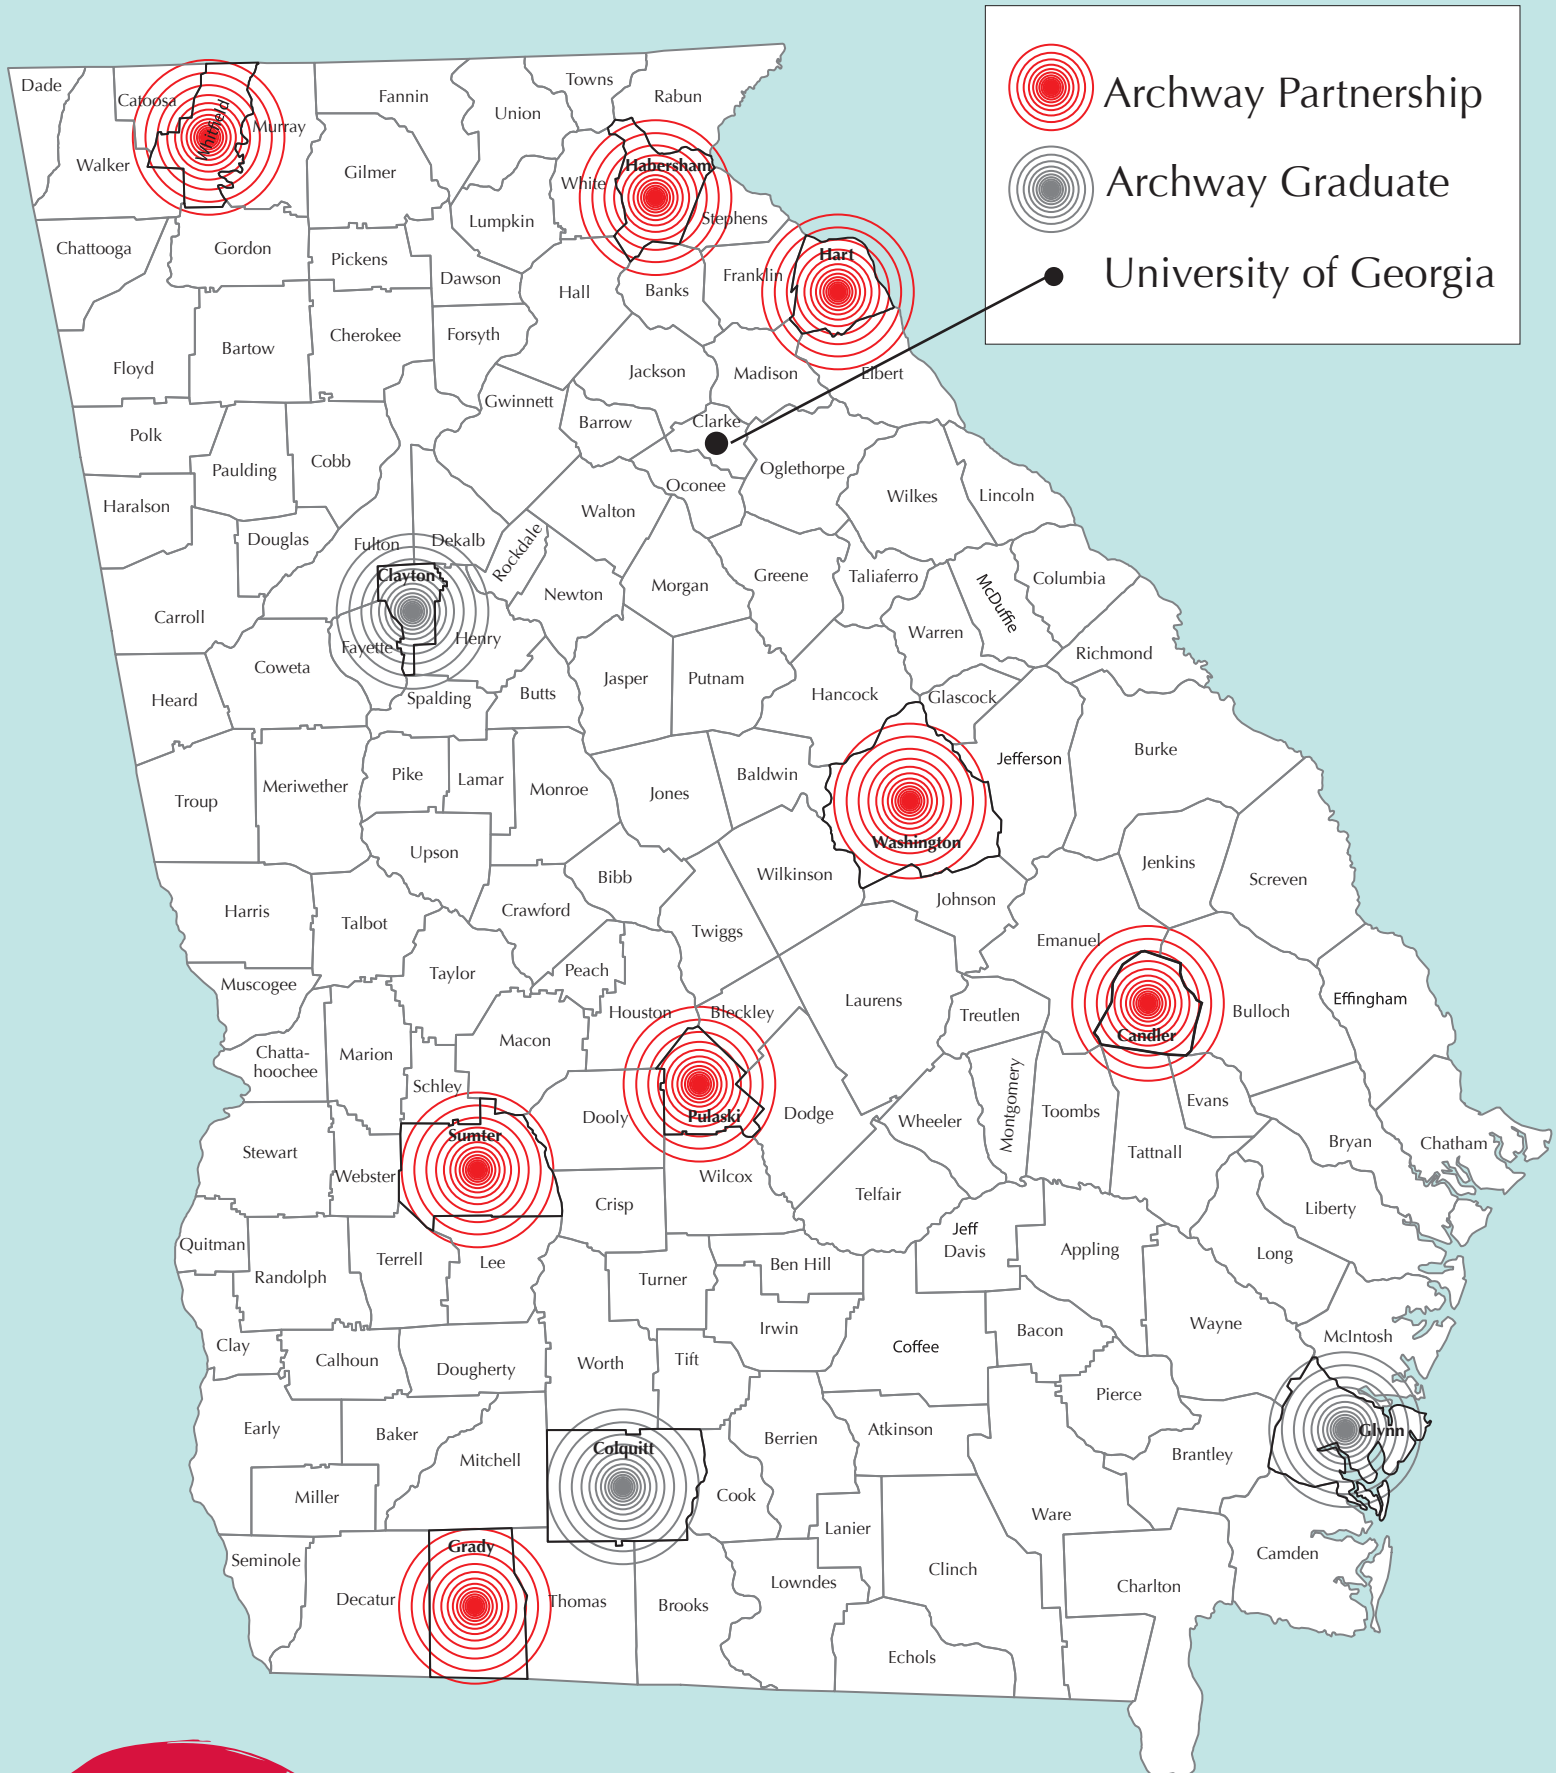 Archway Partnership
Archway Graduate
University of Georgia
Dade
Catoosa
Whitfield
Murray
Fannin
Union
Towns
Rabun
Walker
Gilmer
White
Habersham
Lumpkin
Stephens
Chattooga
Gordon
Pickens
Dawson
Hall
Banks
Franklin
Hart
Floyd
Bartow
Cherokee
Forsyth
Jackson
Madison
Elbert
Polk
Paulding
Cobb
Gwinnett
Barrow
Clarke
Oglethorpe
Oconee
Wilkes
Lincoln
Haralson
Douglas
Fulton
Dekalb
Rockdale
Walton
Clayton
Newton
Morgan
Greene
Taliaferro
McDuffie
Columbia
Carroll
Fayette
Henry
Warren
Richmond
Coweta
Heard
Spalding
Butts
Jasper
Putnam
Hancock
Glascock
Troup
Meriwether
Pike
Lamar
Monroe
Jones
Baldwin
Jefferson
Burke
Washington
Upson
Bibb
Wilkinson
Jenkins
Screven
Harris
Talbot
Crawford
Twiggs
Johnson
Emanuel
Muscogee
Taylor
Peach
Houston
Bleckley
Laurens
Treutlen
Candler
Bulloch
Effingham
Chatta-
hoochee
Marion
Schley
Macon
Dooly
Pulaski
Dodge
Wheeler
Montgomery
Toombs
Evans
Tattnall
Bryan
Chatham
Stewart
Webster
Sumter
Crisp
Wilcox
Telfair
Jeff
Davis
Appling
Long
Liberty
Quitman
Randolph
Terrell
Lee
Turner
Ben Hill
Irwin
Coffee
Bacon
Wayne
McIntosh
Clay
Calhoun
Dougherty
Worth
Tift
Pierce
Early
Baker
Mitchell
Colquitt
Berrien
Atkinson
Brantley
Glynn
Miller
Cook
Lanier
Ware
Camden
Seminole
Decatur
Grady
Thomas
Brooks
Lowndes
Clinch
Echols
Charlton